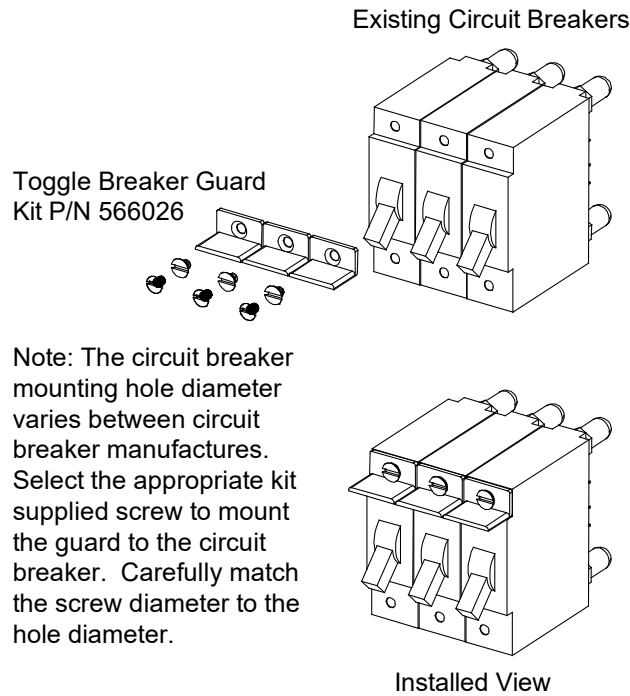 Existing Circuit Breakers
Toggle Breaker Guard
Kit P/N 566026
Note: The circuit breaker
mounting hole diameter
varies between circuit
breaker manufactures.
Select the appropriate kit
supplied screw to mount
the guard to the circuit
breaker.  Carefully match
the screw diameter to the
hole diameter.
Installed View